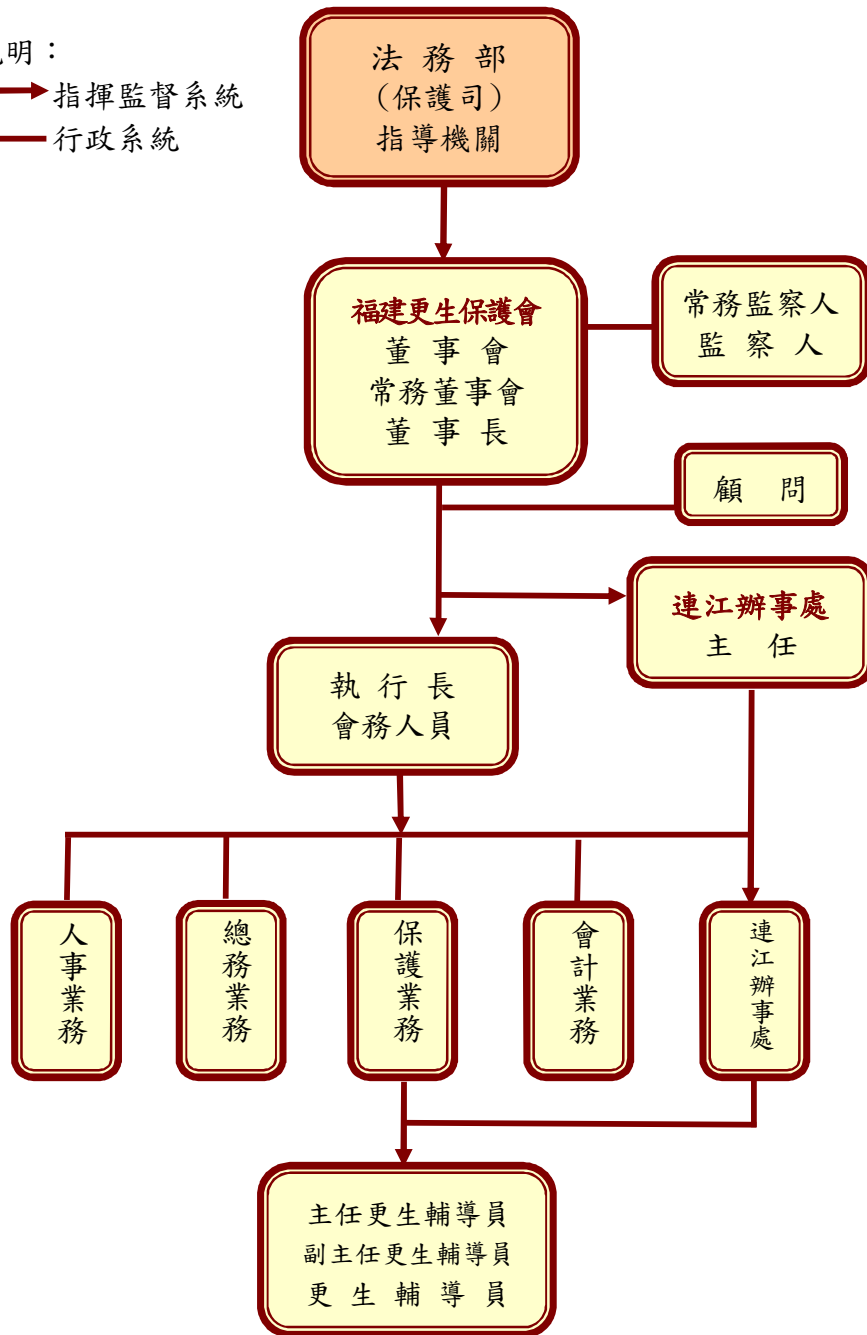 明：
指揮監督系統
行政系統
法務部
（保護司）
指導機關
福建更生保護會
董事會
常務董事會
董事長
常務監察人
監察人
顧問
連江辦事處
主任
執行長
會務人員
人事業務
總務業務
保護業務
會計業務
連江辦事處
主任更生輔導員
副主任更生輔導員
更生輔導員